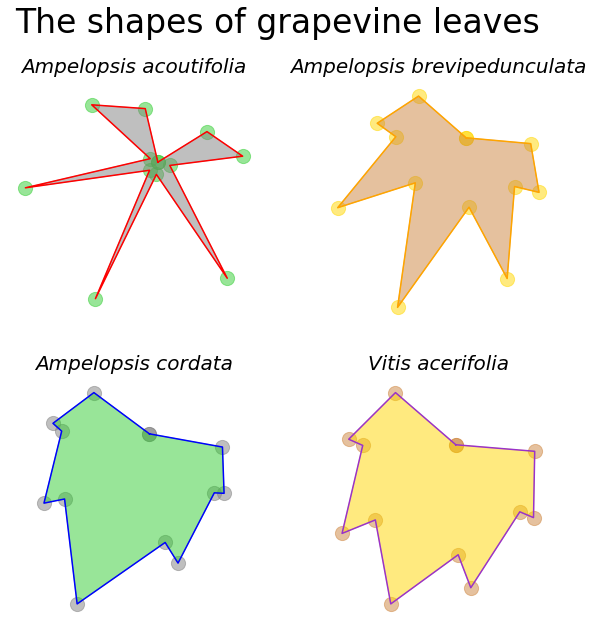 The shapes of grapevine leaves
Ampelopsis acoutifolia
Ampelopsis brevipedunculata
Ampelopsis cordata
Vitis acerifolia